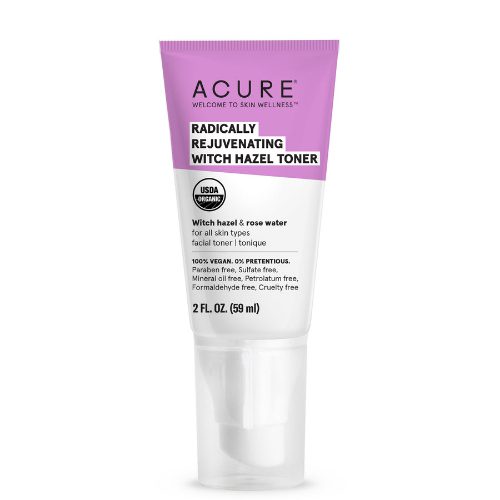 ACURE®
WELCOME TO SKIN WELLNESS™
RADICALLY
REJUVENATING
WITCH HAZEL TONER
USDA
ORGANIC
Witch hazel & rose water
for all skin types
facial toner | tonique
100% VEGAN. 0% PRETENTIOUS.
Paraben free, Sulfate free,
Mineral oil free, Petrolatum free,
Formaldehyde free, Cruelty free
2 FL. OZ. (59 ml)